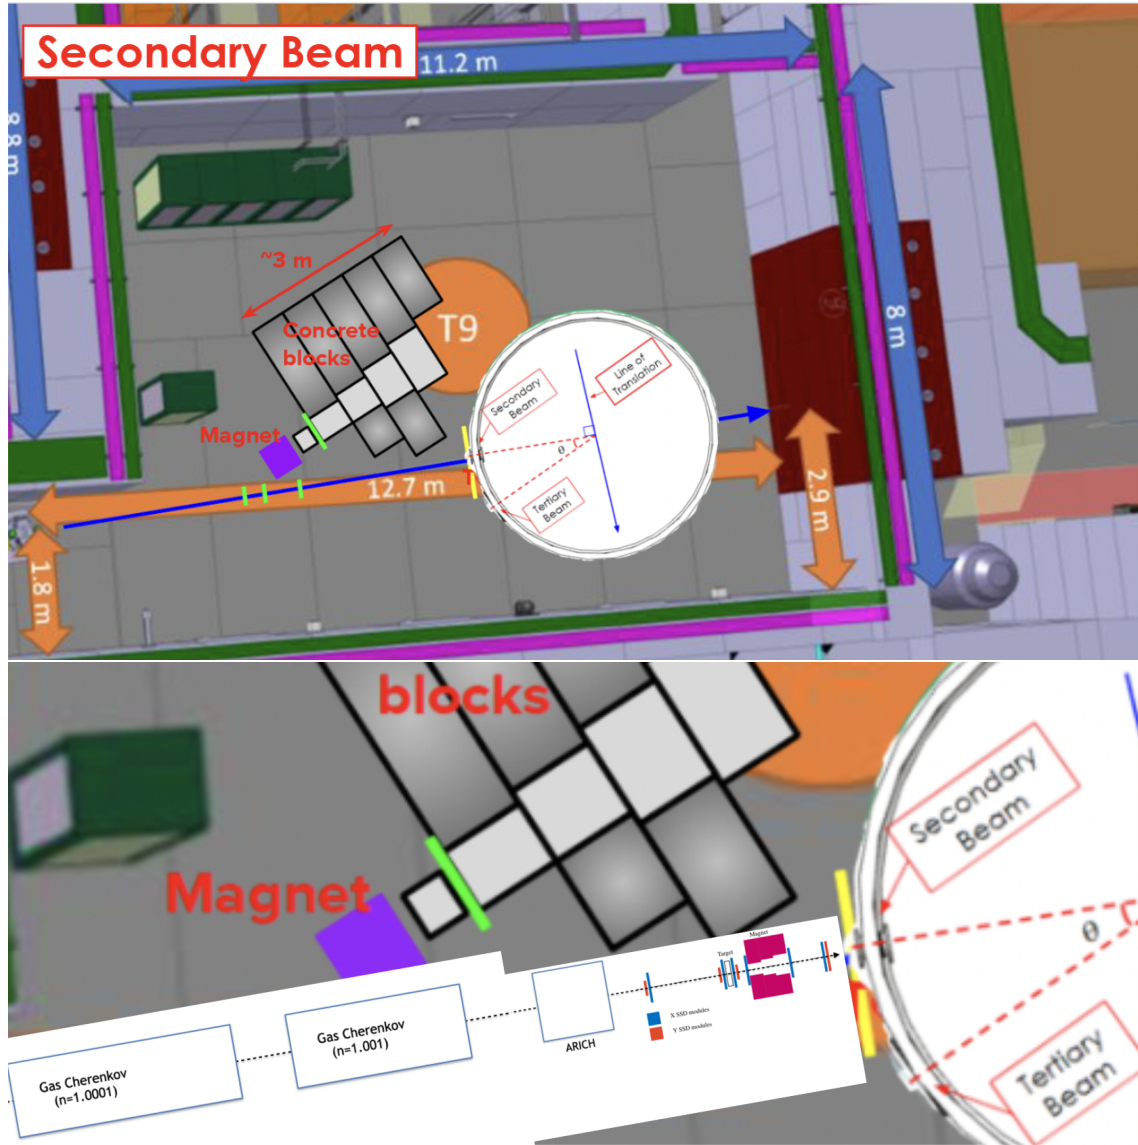 Secondary Beam
11.2 m
8.8 m
~3 m
Concrete
blocks
T9
8 m
Line of
Translation
Secondary
Beam
Magnet
θ
12.7 m
Tertiary
Beam
2.9 m
1.8 m
blocks
Secondary
Beam
Magnet
θ
Magnet
Target
Gas Cherenkov
(n=1.0001)
Gas Cherenkov
(n=1.001)
ARICH
X SSD modules
Y SSD modules
Tertiary
Beam